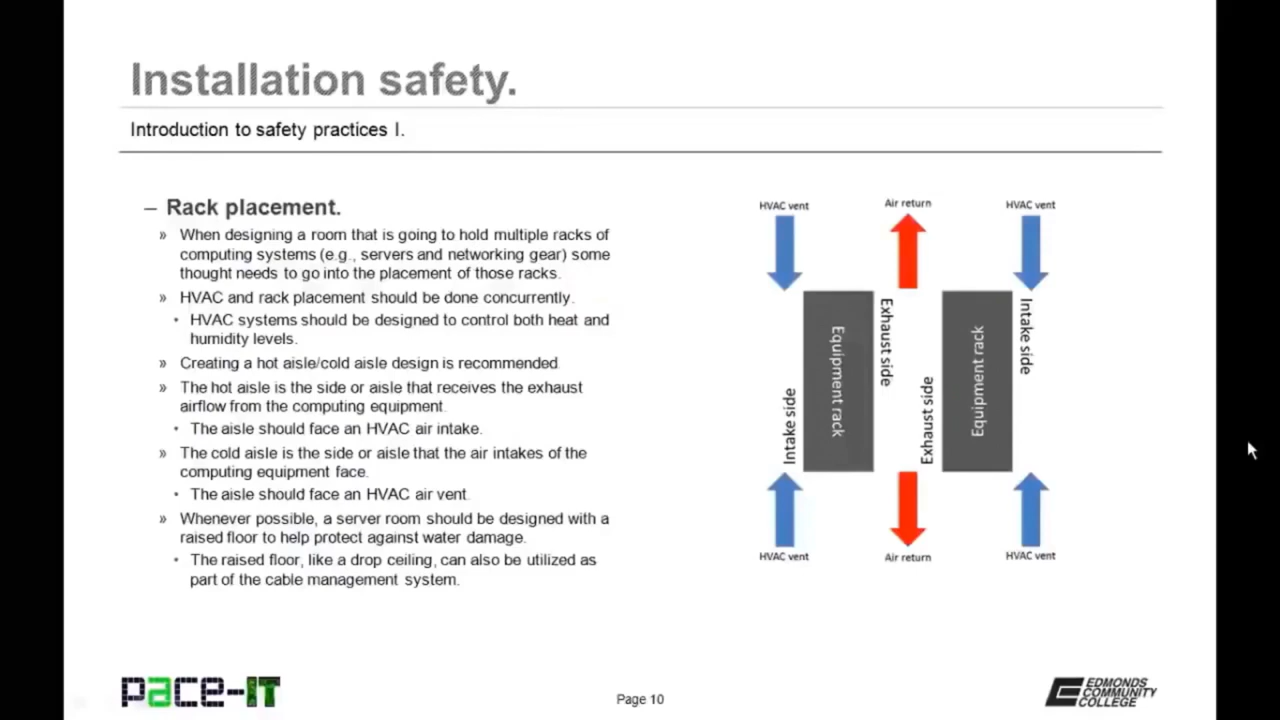 Installation safety.
Introduction to safety practices I.
– Rack placement.
» When designing a room that is going to hold multiple racks of
computing systems (e.g., servers and networking gear) some
thought needs to go into the placement of those racks.
» HVAC and rack placement should be done concurrently.
• HVAC systems should be designed to control both heat and
humidity levels.
» Creating a hot aisle/cold aisle design is recommended
» The hot aisle is the side or aisle that receives the exhaust
airflow from the computing equipment.
• The aisle should face an HVAC air intake.
» The cold aisle is the side or aisle that the air intakes of the
computing equipment face.
• The aisle should face an HVAC air vent.
» Whenever possible, a server room should be designed with a
raised floor to help protect against water damage.
• The raised floor, like a drop ceiling, can also be utilized as
part of the cable management system.
HVAC vent
Air return
HVAC vent
Intake side
Equipment rack
Exhaust side
Exhaust side
Equipment rack
Intake side
HVAC vent
Air return
HVAC vent
pace-IT
Page 10
EDMONDS
COMMUNITY
COLLEGE